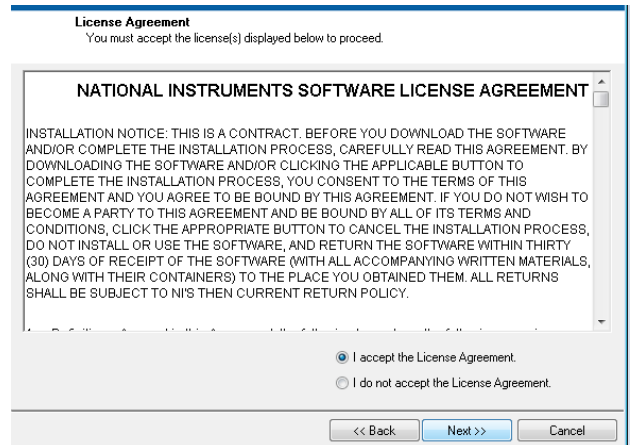 License Agreement
You must accept the license(s) displayed below to proceed.
NATIONAL INSTRUMENTS SOFTWARE LICENSE AGREEMENT
INSTALLATION NOTICE: THIS IS A CONTRACT. BEFORE YOU DOWNLOAD THE SOFTWARE
AND/OR COMPLETE THE INSTALLATION PROCESS, CAREFULLY READ THIS AGREEMENT. BY
DOWNLOADING THE SOFTWARE AND/OR CLICKING THE APPLICABLE BUTTON TO
COMPLETE THE INSTALLATION PROCESS, YOU CONSENT TO THE TERMS OF THIS
AGREEMENT AND YOU AGREE TO BE BOUND BY THIS AGREEMENT. IF YOU DO NOT WISH TO
BECOME A PARTY TO THIS AGREEMENT AND BE BOUND BY ALL OF ITS TERMS AND
CONDITIONS, CLICK THE APPROPRIATE BUTTON TO CANCEL THE INSTALLATION PROCESS,
DO NOT INSTALL OR USE THE SOFTWARE, AND RETURN THE SOFTWARE WITHIN THIRTY
(30) DAYS OF RECEIPT OF THE SOFTWARE (WITH ALL ACCOMPANYING WRITTEN MATERIALS,
ALONG WITH THEIR CONTAINERS) TO THE PLACE YOU OBTAINED THEM. ALL RETURNS
SHALL BE SUBJECT TO NI'S THEN CURRENT RETURN POLICY.
I accept the License Agreement.
I do not accept the License Agreement.
<< Back
Next >>
Cancel